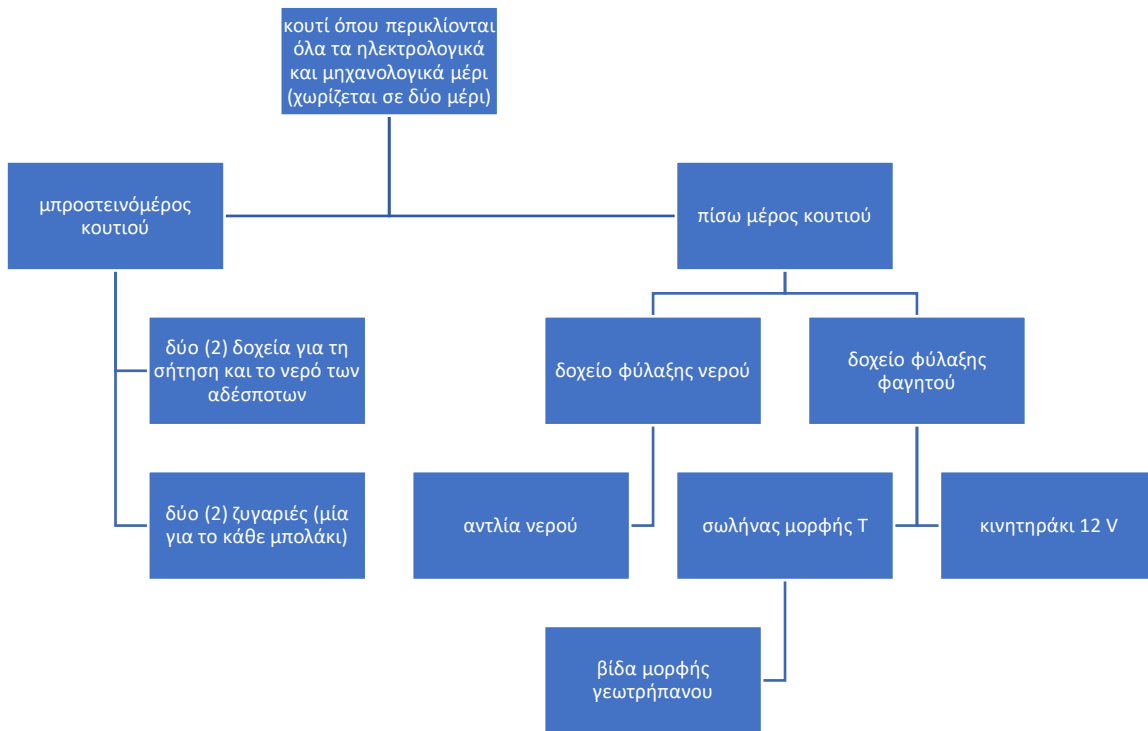 κουτί όπου περικλίονται
όλα τα ηλεκτρολογικά
και μηχανολογικά μέρι
(χωρίζεται σε δύο μέρι)
μπροστεινόμέρος
κουτιού
πίσω μέρος κουτιού
δύο (2) δοχεία για τη
σήτηση και το νερό των
αδέσποτων
δοχείο φύλαξης νερού
δοχείο φύλαξης
φαγητού
δύο (2) ζυγαριές (μία
για το κάθε μπολάκι)
αντλία νερού
σωλήνας μορφής Τ
κινητηράκι 12 V
βίδα μορφής
γεωτρήπανου